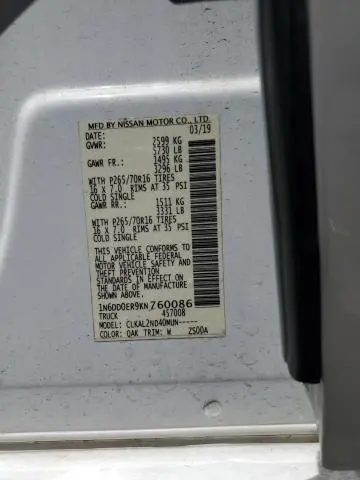 MFD BY NISSAN MOTOR CO., LTD.
DATE: 03/19
GVWR: 2599 KG
5730 LB
GAWR FR.: 1495 KG
3296 LB
WITH P265/70R16 TIRES
16 X 7.0 RIMS AT 35 PSI
COLD SINGLE
GAWR RR.: 1511 KG
3331 LB
WITH P265/70R16 TIRES
16 X 7.0 RIMS AT 35 PSI
COLD SINGLE
THIS VEHICLE CONFORMS TO ALL
APPLICABLE FEDERAL MOTOR
VEHICLE SAFETY AND BUMPER
STANDARDS IN EFFECT ON THE
DATE OF MANUFACTURE SHOWN ABOVE.
1N6DD0ER9KN760086
TRUCK 457008
MODEL: CLKAL2ND40MUN-----
COLOR: QAK TRIM: W ZS00A